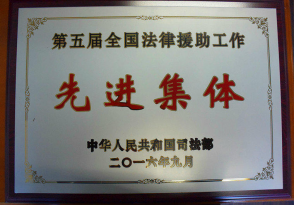 第五届全国法律援助工作
先进集体
中华人民共和国司法部
二〇一六年九月